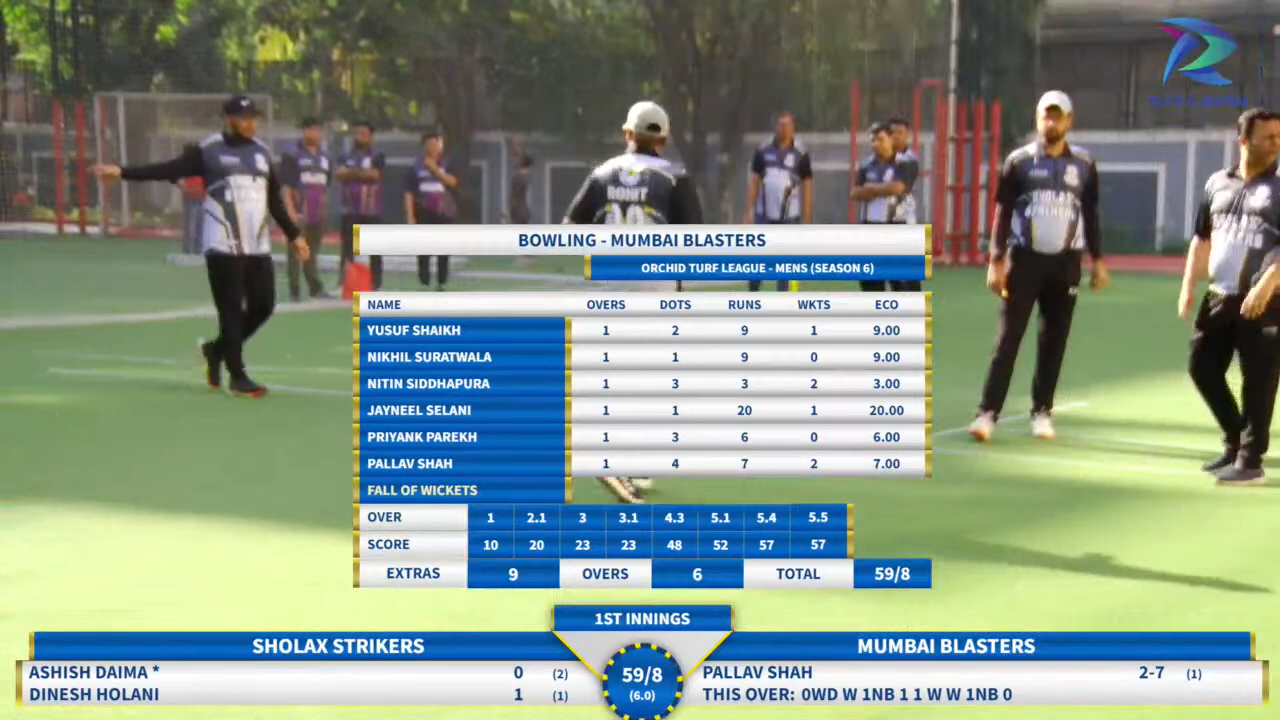 ROHIT
BOWLING - MUMBAI BLASTERS
ORCHID TURF LEAGUE - MENS (SEASON 6)
NAME OVERS DOTS RUNS WKTS ECO
YUSUF SHAIKH 1 2 9 1 9.00
NIKHIL SURATWALA 1 1 9 0 9.00
NITIN SIDDHAPURA 1 3 3 2 3.00
JAYNEEL SELANI 1 1 20 1 20.00
PRIYANK PAREKH 1 3 6 0 6.00
PALLAV SHAH 1 4 7 2 7.00
FALL OF WICKETS
OVER 1 2.1 3 3.1 4.3 5.1 5.4 5.5
SCORE 10 20 23 23 48 52 57 57
EXTRAS 9 OVERS 6 TOTAL 59/8
1ST INNINGS
SHOLAX STRIKERS 59/8 (6.0) MUMBAI BLASTERS
ASHISH DAIMA * 0 (2) PALLAV SHAH 2-7 (1)
DINESH HOLANI 1 (1) THIS OVER: 0WD W 1NB 1 1 W W 1NB 0